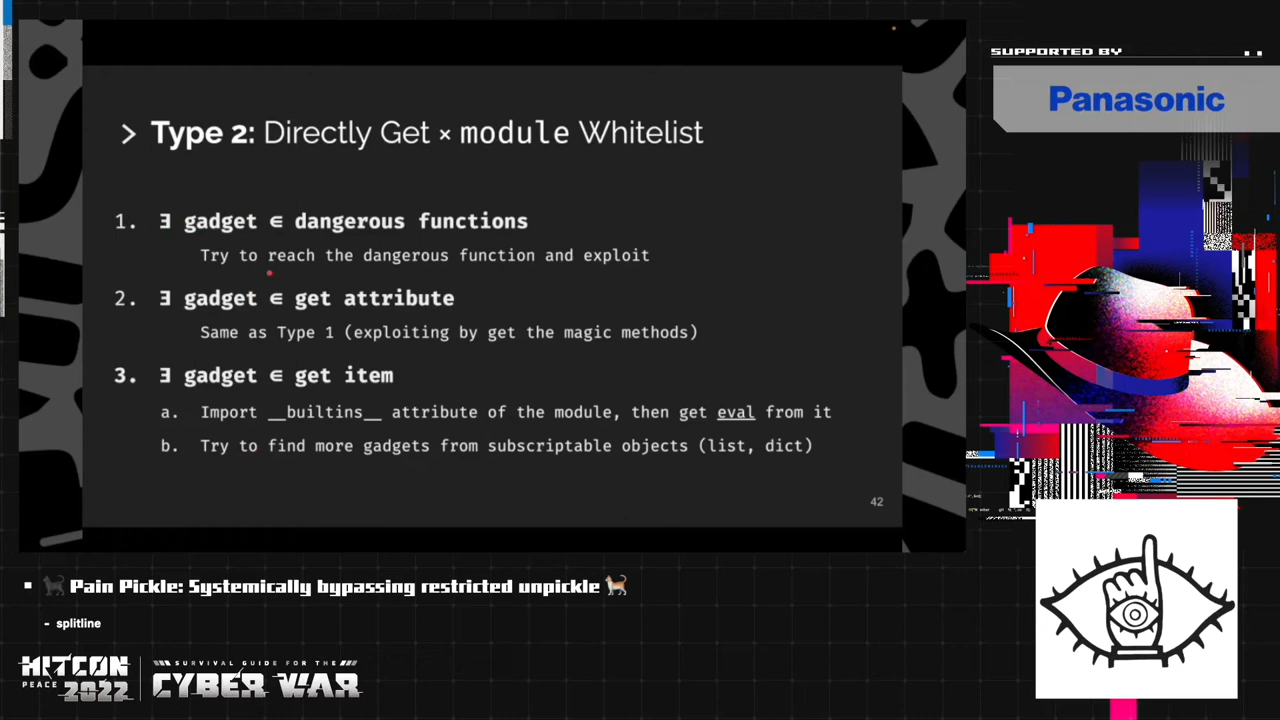 SUPPORTED BY
Panasonic
> Type 2: Directly Get × module Whitelist
1. ∃ gadget ∈ dangerous functions
Try to reach the dangerous function and exploit
2. ∃ gadget ∈ get attribute
Same as Type 1 (exploiting by get the magic methods)
3. ∃ gadget ∈ get item
a. Import __builtins__ attribute of the module, then get eval from it
b. Try to find more gadgets from subscriptable objects (list, dict)
42
🐈‍⬛ Pain Pickle: Systemically bypassing restricted unpickle 🐈
- splitline
HITCON
PEACE 2022
SURVIVAL GUIDE FOR THE
CYBER WAR